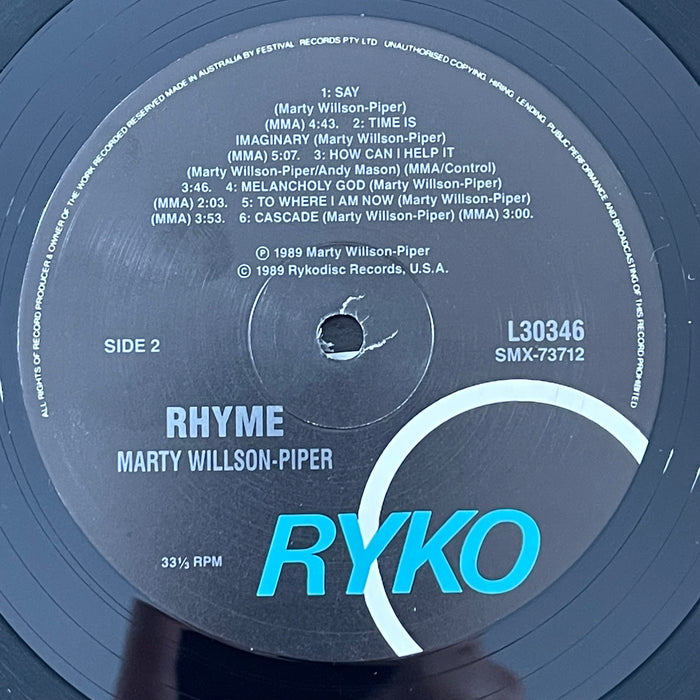 ALL RIGHTS OF RECORD PRODUCER & OWNER OF THE WORK RECORDED RESERVED MADE IN AUSTRALIA BY FESTIVAL RECORDS PTY LTD UNAUTHORISED COPYING, HIRING, LENDING, PUBLIC PERFORMANCE AND BROADCASTING OF THIS RECORD PROHIBITED
1: SAY
(Marty Willson-Piper)
(MMA) 4:43. 2: TIME IS
IMAGINARY (Marty Willson-Piper)
(MMA) 5:07. 3: HOW CAN I HELP IT
(Marty Willson-Piper/Andy Mason) (MMA/Control)
3:46. 4: MELANCHOLY GOD (Marty Willson-Piper)
(MMA) 2:03. 5: TO WHERE I AM NOW (Marty Willson-Piper)
(MMA) 3:53. 6: CASCADE (Marty Willson-Piper) (MMA) 3:00.
℗ 1989 Marty Willson-Piper
© 1989 Rykodisc Records, U.S.A.
SIDE 2
L30346
SMX-73712
RHYME
MARTY WILLSON-PIPER
33⅓ RPM
RYKO